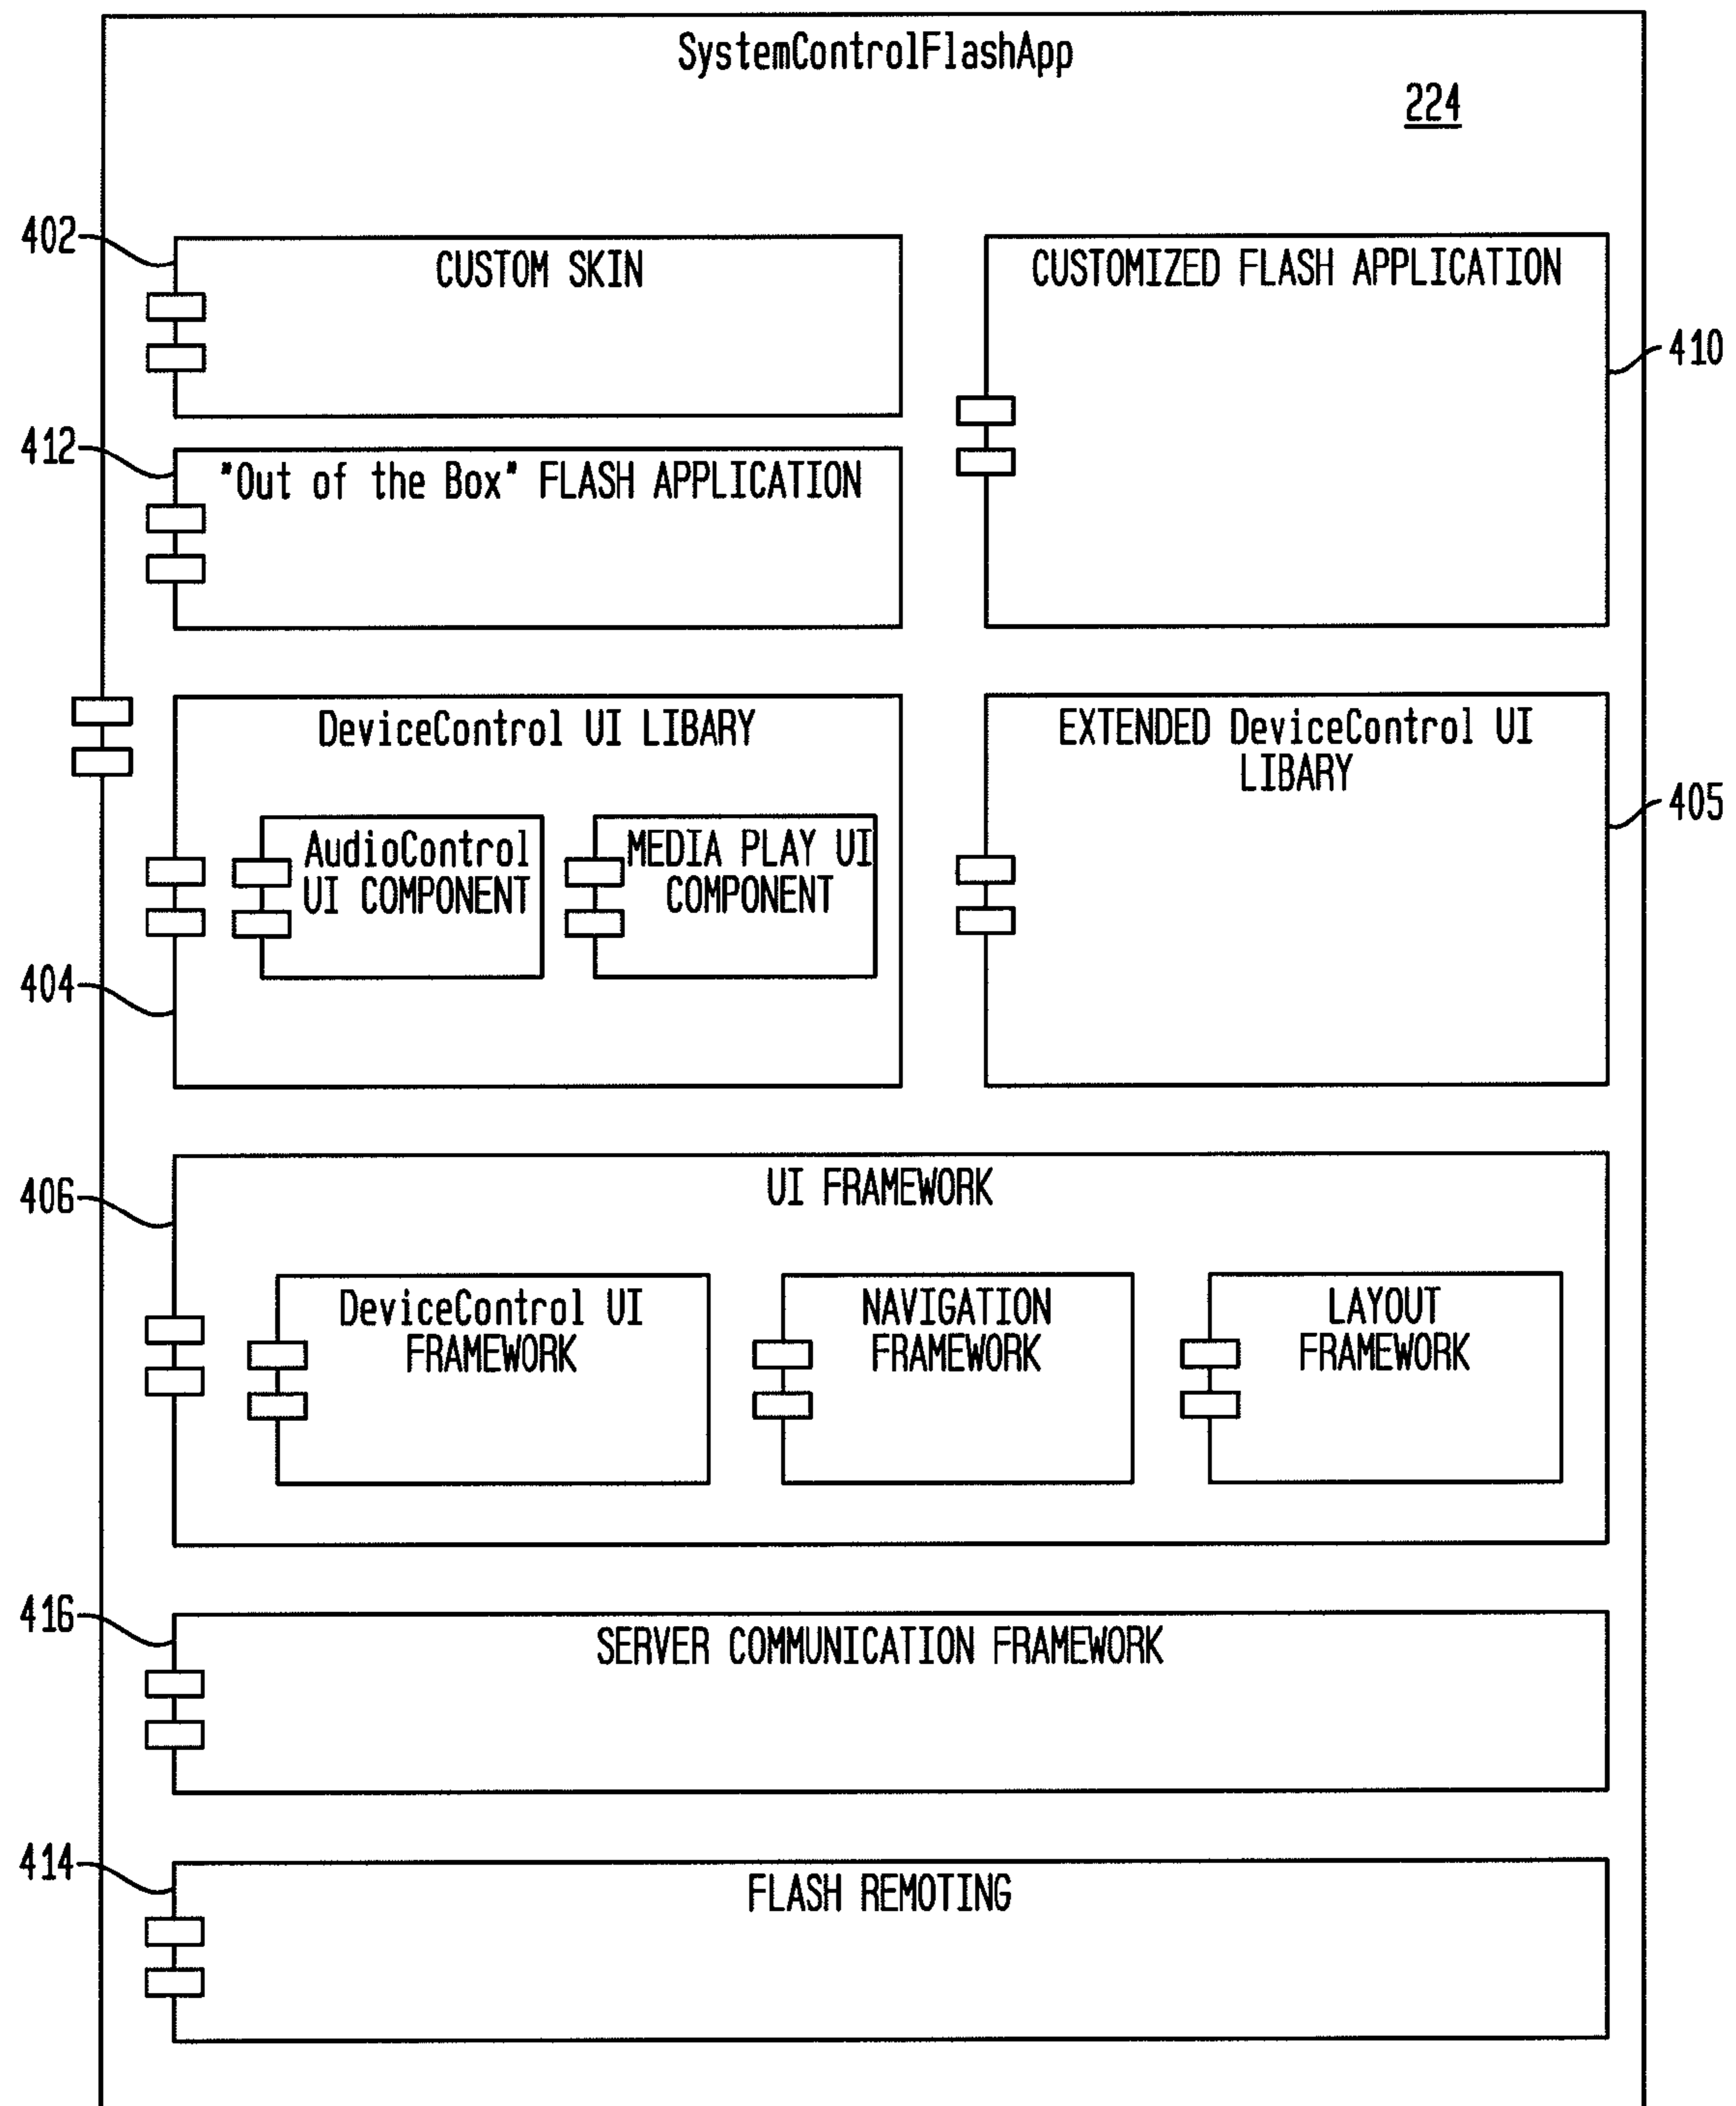 SystemControlFlashApp
224
402
CUSTOM SKIN
CUSTOMIZED FLASH APPLICATION
410
412
"Out of the Box" FLASH APPLICATION
DeviceControl UI LIBARY
EXTENDED DeviceControl UI
LIBARY
405
AudioControl
UI COMPONENT
MEDIA PLAY UI
COMPONENT
404
406
UI FRAMEWORK
DeviceControl UI
FRAMEWORK
NAVIGATION
FRAMEWORK
LAYOUT
FRAMEWORK
416
SERVER COMMUNICATION FRAMEWORK
414
FLASH REMOTING